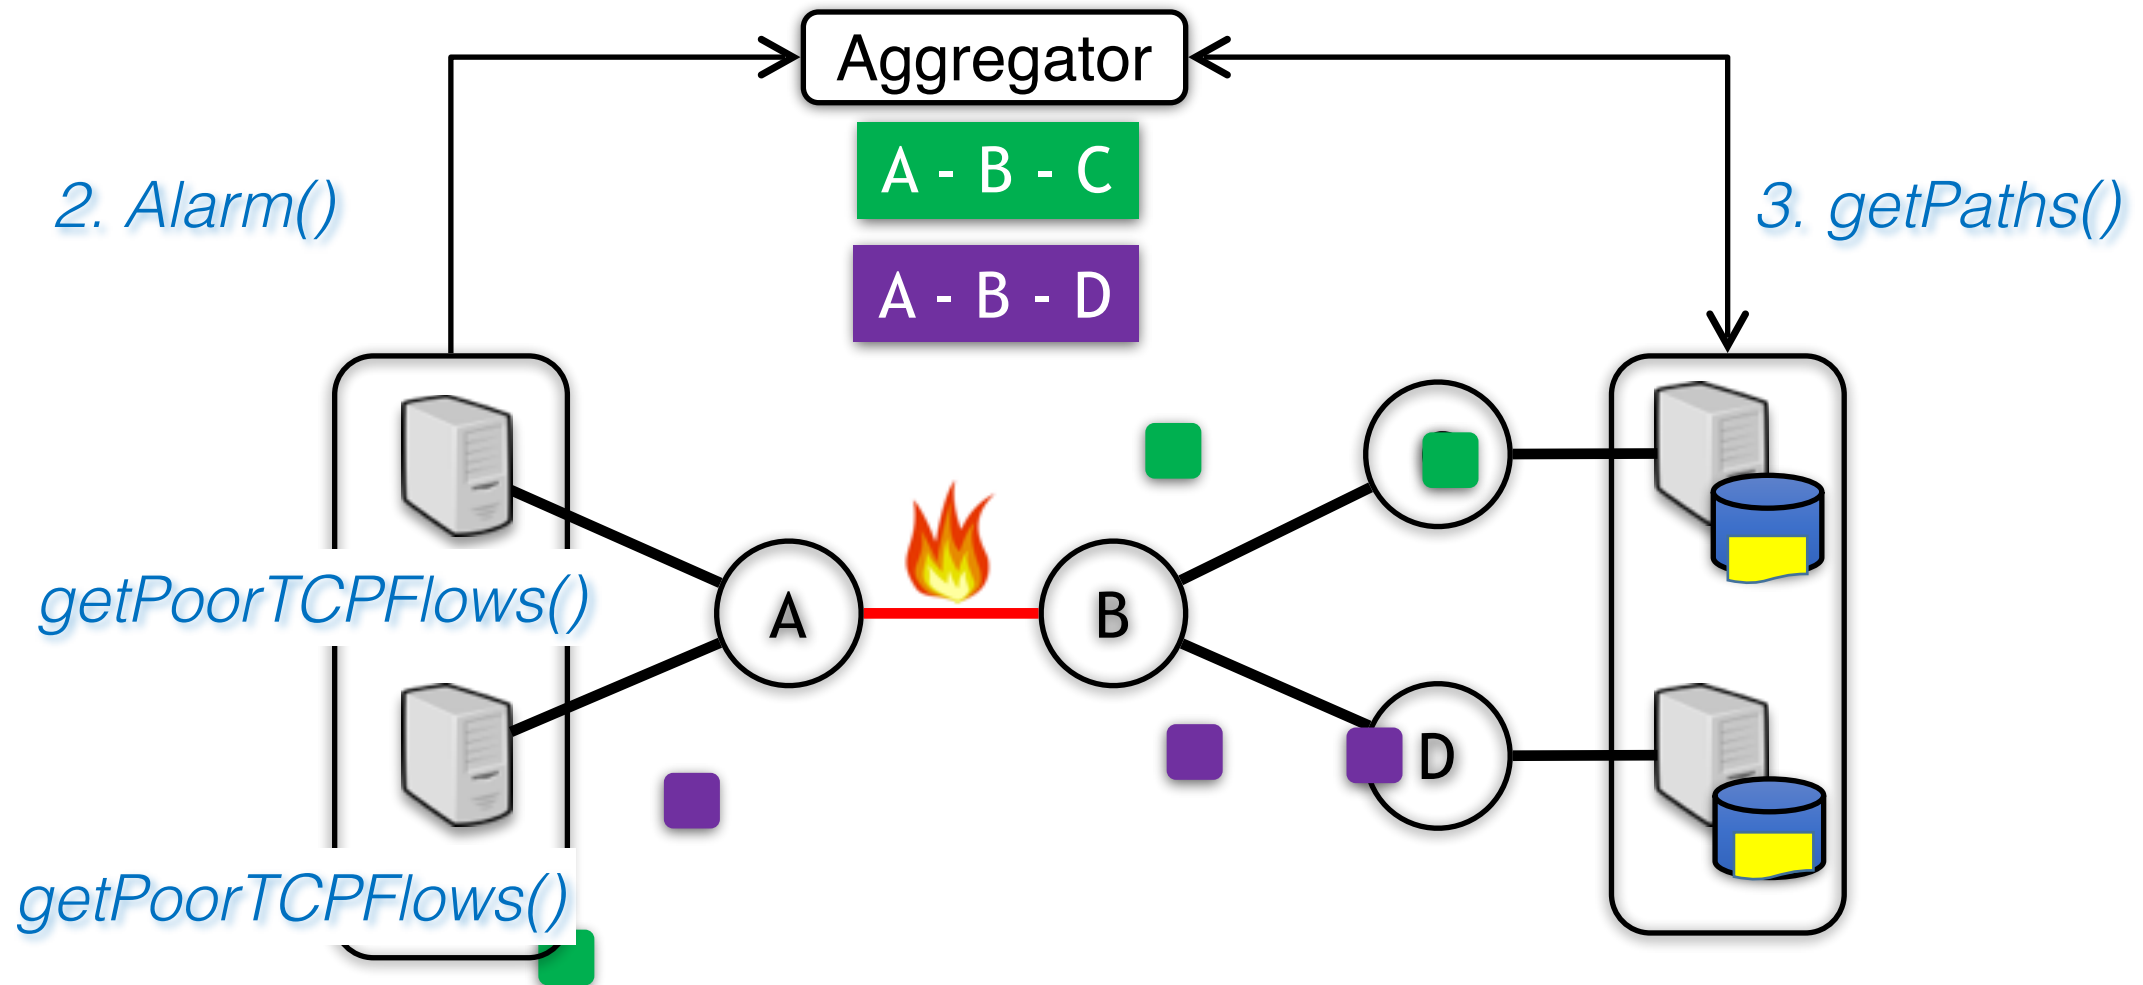 Aggregator
A - B - C
A - B - D
2. Alarm()
3. getPaths()
getPoorTCPFlows()
A
B
D
getPoorTCPFlows()